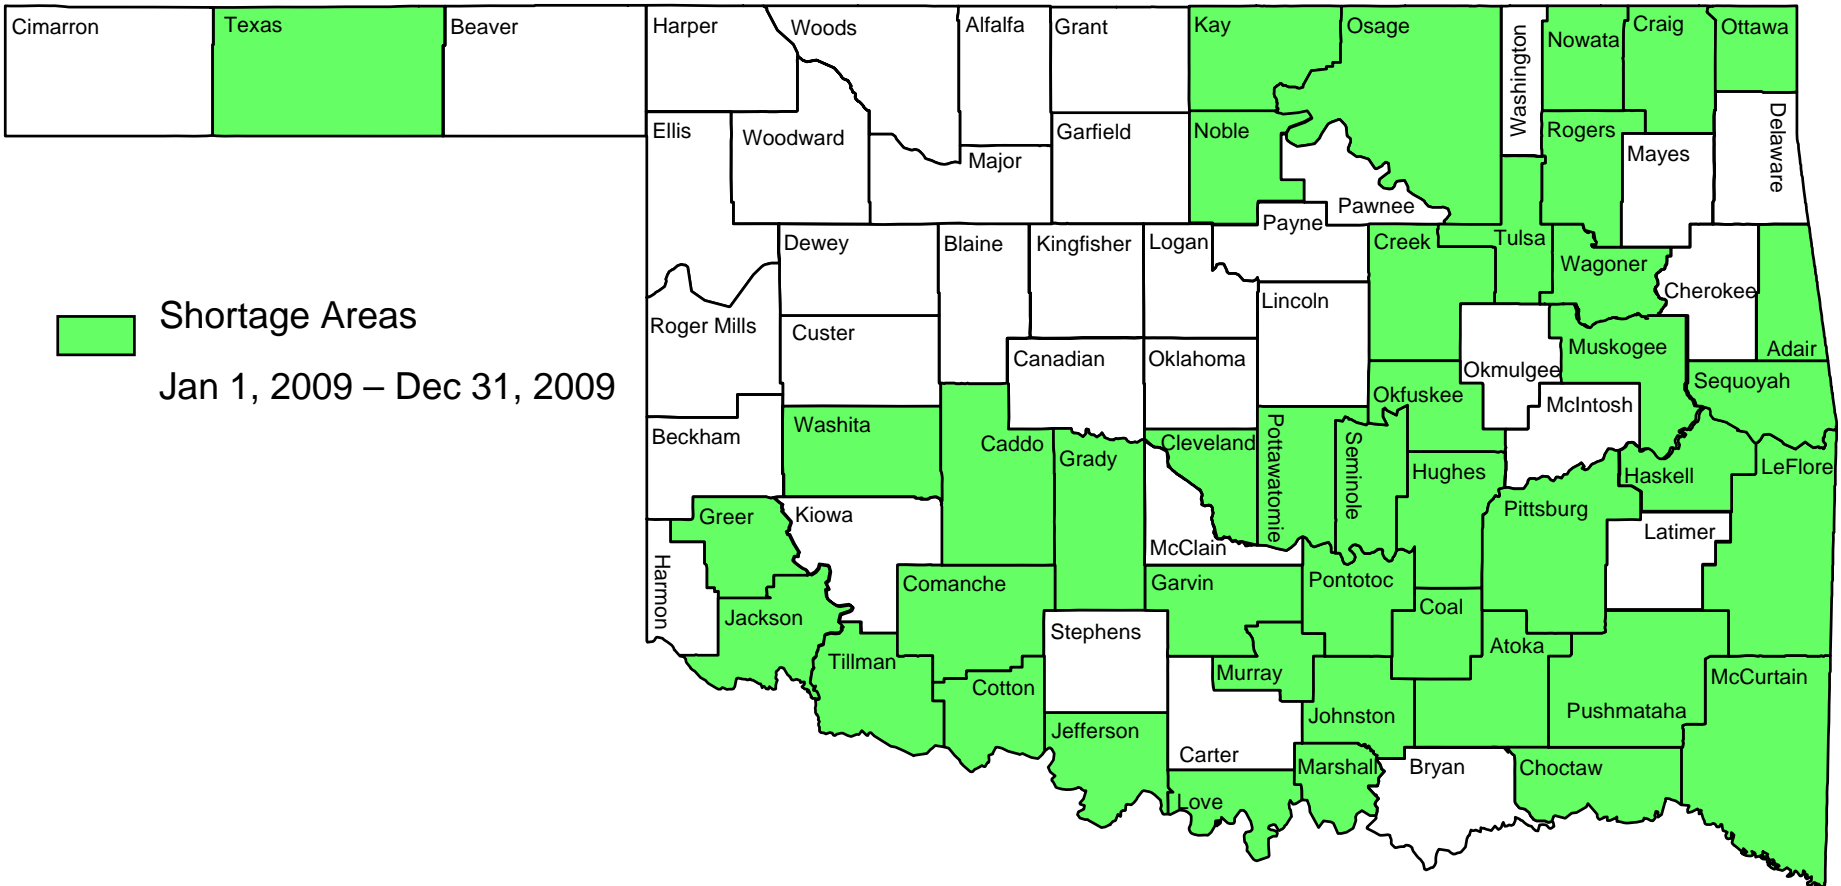 Cimarron
Texas
Beaver
Harper
Woods
Alfalfa
Grant
Kay
Osage
Washington
Nowata
Craig
Ottawa
Ellis
Woodward
Major
Garfield
Noble
Pawnee
Rogers
Mayes
Delaware
Dewey
Blaine
Kingfisher
Logan
Payne
Creek
Tulsa
Wagoner
Cherokee
Adair
Shortage Areas
Jan 1, 2009 – Dec 31, 2009
Roger Mills
Custer
Canadian
Oklahoma
Lincoln
Okmulgee
Muskogee
Sequoyah
Beckham
Washita
Caddo
Grady
Cleveland
Pottawatomie
Seminole
Okfuskee
McIntosh
Hughes
Haskell
LeFlore
Greer
Kiowa
McClain
Pittsburg
Latimer
Harmon
Jackson
Comanche
Garvin
Pontotoc
Coal
Tillman
Stephens
Atoka
Cotton
Murray
McCurtain
Jefferson
Carter
Johnston
Pushmataha
Love
Marshall
Bryan
Choctaw